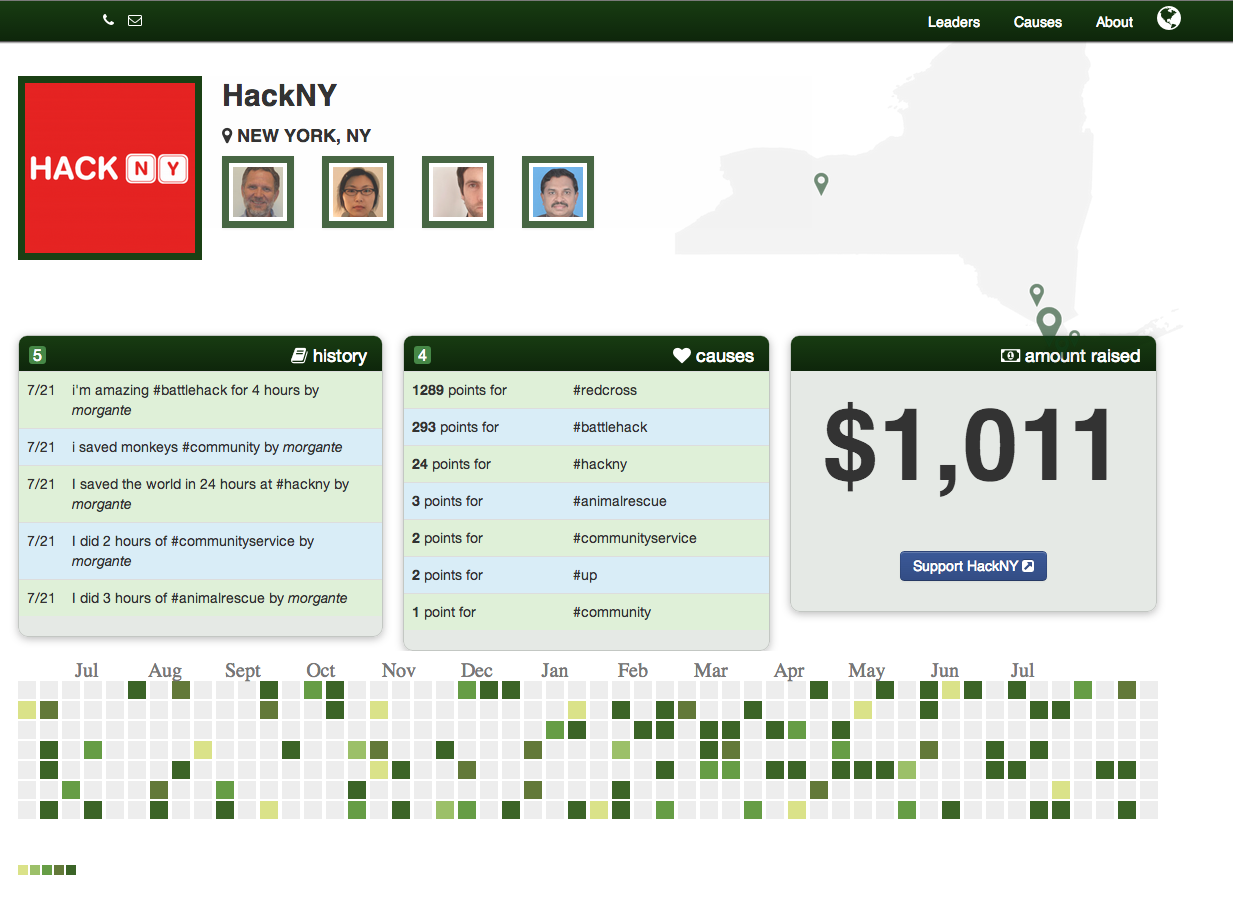 Leaders Causes About
HACK N Y
HackNY
NEW YORK, NY
5 history
7/21 i'm amazing #battlehack for 4 hours by
morgante
7/21 i saved monkeys #community by morgante
7/21 I saved the world in 24 hours at #hackny by
morgante
7/21 I did 2 hours of #communityservice by
morgante
7/21 I did 3 hours of #animalrescue by morgante
4 causes
1289 points for #redcross
293 points for #battlehack
24 points for #hackny
3 points for #animalrescue
2 points for #communityservice
2 points for #up
1 point for #community
amount raised
$1,011
Support HackNY
Jul Aug Sept Oct Nov Dec Jan Feb Mar Apr May Jun Jul